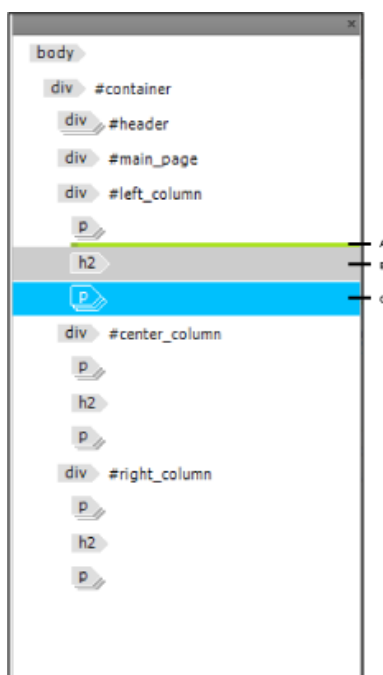 ×
body
div #container
div #header
div #main_page
div #left_column
p
A
h2
p
div #center_column
p
h2
p
div #right_column
p
h2
p